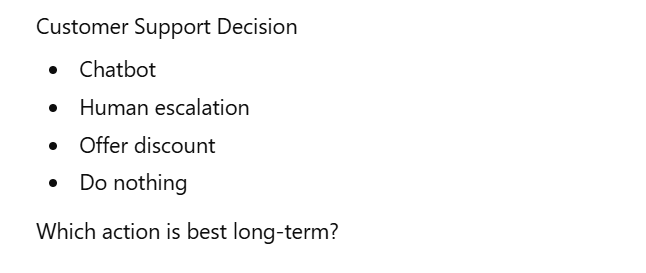 Customer Support Decision
• Chatbot
• Human escalation
• Offer discount
• Do nothing
Which action is best long-term?